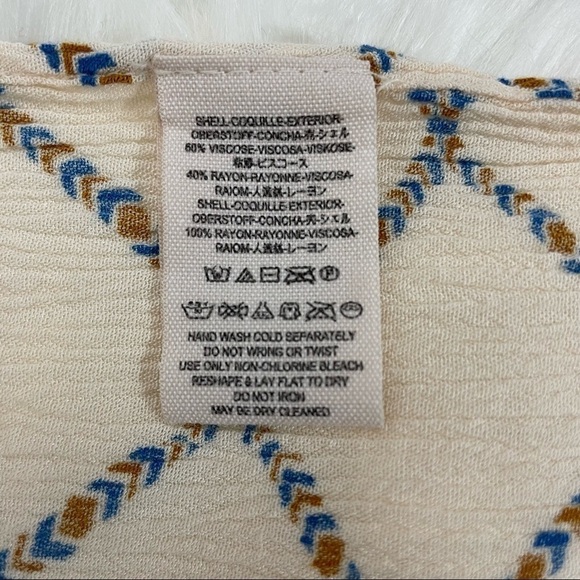 SHELL-COQUILLE-EXTERIOR-
OBERSTOFF-CONCHA-壳-シェル
60% VISCOSE-VISCOSA-VISKOSE-
粘胶-ビスコース
40% RAYON-RAYONNE-VISCOSA-
RAIOM-人造丝-レーヨン
SHELL-COQUILLE-EXTERIOR-
OBERSTOFF-CONCHA-壳-シェル
100% RAYON-RAYONNE-VISCOSA-
RAIOM-人造丝-レーヨン
HAND WASH COLD SEPARATELY
DO NOT WRING OR TWIST
USE ONLY NON-CHLORINE BLEACH
RESHAPE & LAY FLAT TO DRY
DO NOT IRON
MAY BE DRY CLEANED